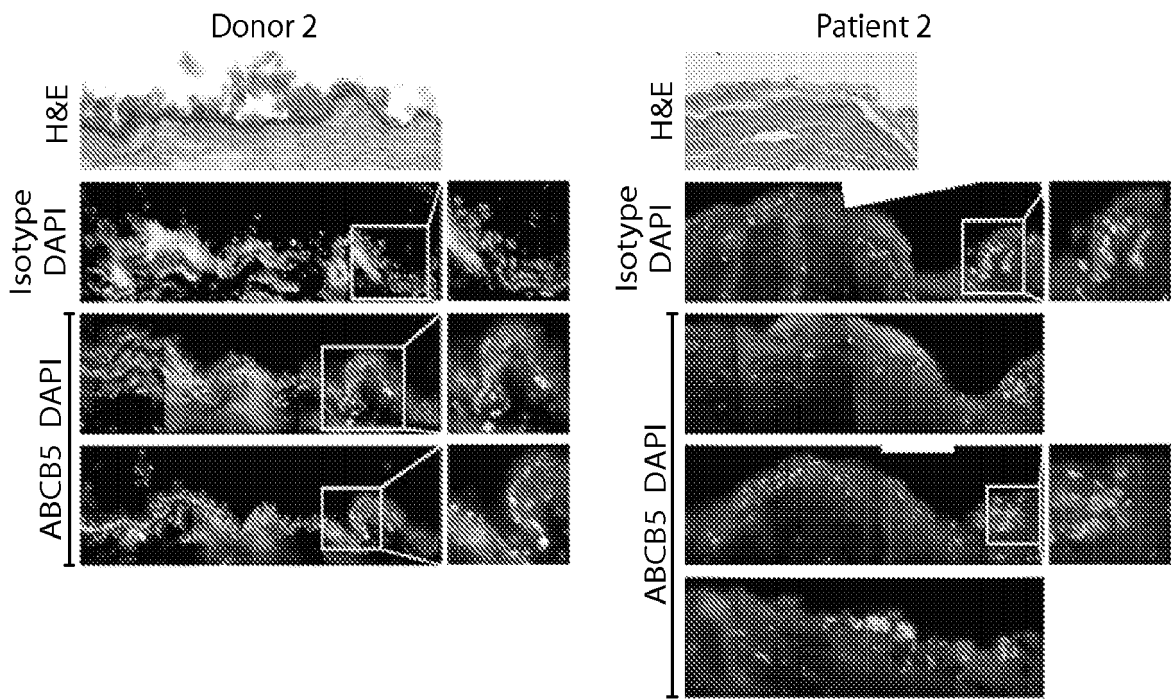 Donor 2
H&E
Isotype
DAPI
ABCB5 DAPI
Patient 2
H&E
Isotype
DAPI
ABCB5 DAPI